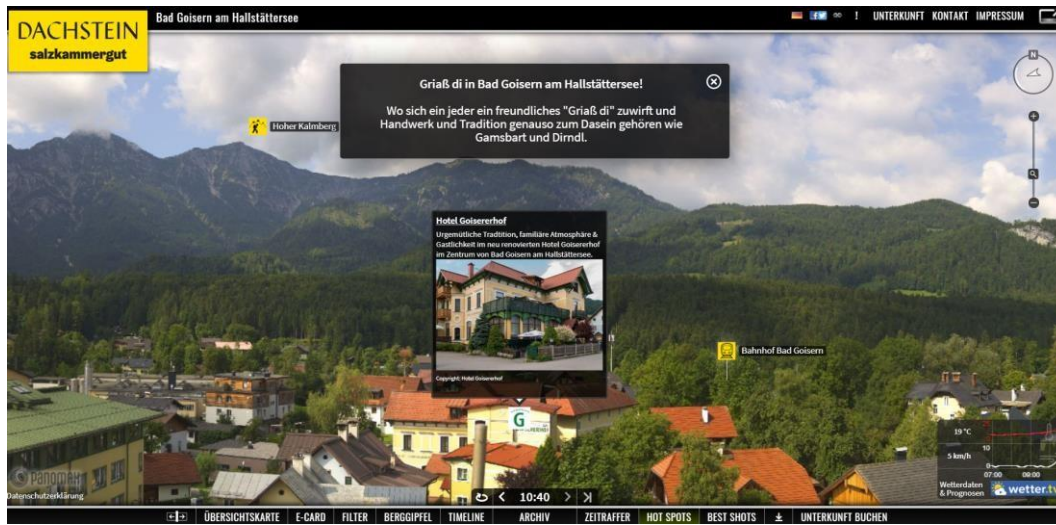 DACHSTEIN
salzkammergut
Bad Goisern am Hallstättersee
!
UNTERKUNFT KONTAKT IMPRESSUM
N
Griaß di in Bad Goisern am Hallstättersee!
Wo sich ein jeder ein freundliches "Griaß di" zuwirft und
Handwerk und Tradition genauso zum Dasein gehören wie
Gamsbart und Dirndl.
Hoher Kalmberg
Hotel Goisererhof
Urgemütliche Tradtition, familiäre Atmosphäre &
Gastlichkeit im neu renovierten Hotel Goisererhof
im Zentrum von Bad Goisern am Hallstättersee.
Copyright: Hotel Goisererhof
Bahnhof Bad Goisern
G
19 °C
5 km/h
10
0
07:00 08:00
Wetterdaten
& Prognosen
wetter.tv
panomax
Datenschutzerklärung
10:40
ÜBERSICHTSKARTE E-CARD FILTER BERGGIPFEL TIMELINE ARCHIV ZEITRAFFER HOT SPOTS BEST SHOTS UNTERKUNFT BUCHEN